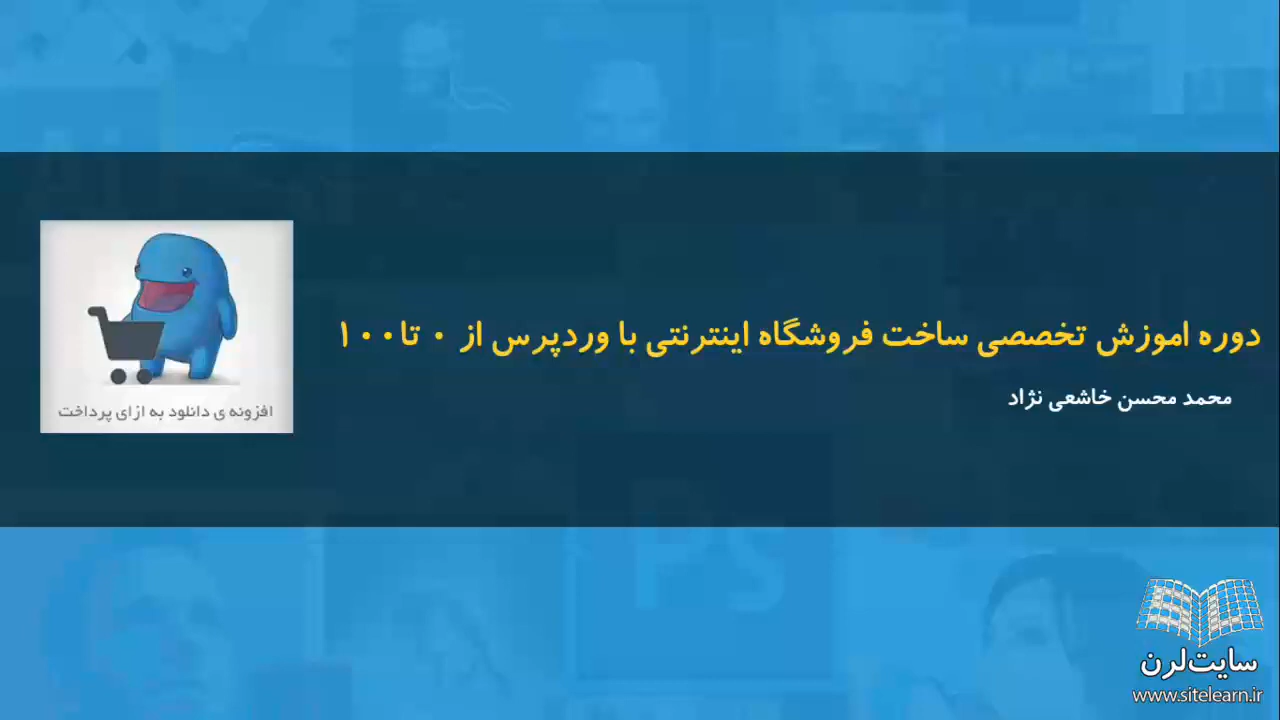 دوره اموزش تخصصی ساخت فروشگاه اینترنتی با وردپرس از ۰ تا ۱۰۰
محمد محسن خاشعی نژاد
افزونه ی دانلود به ازای پرداخت
Ps
سایت‌لرن
www.sitelearn.ir